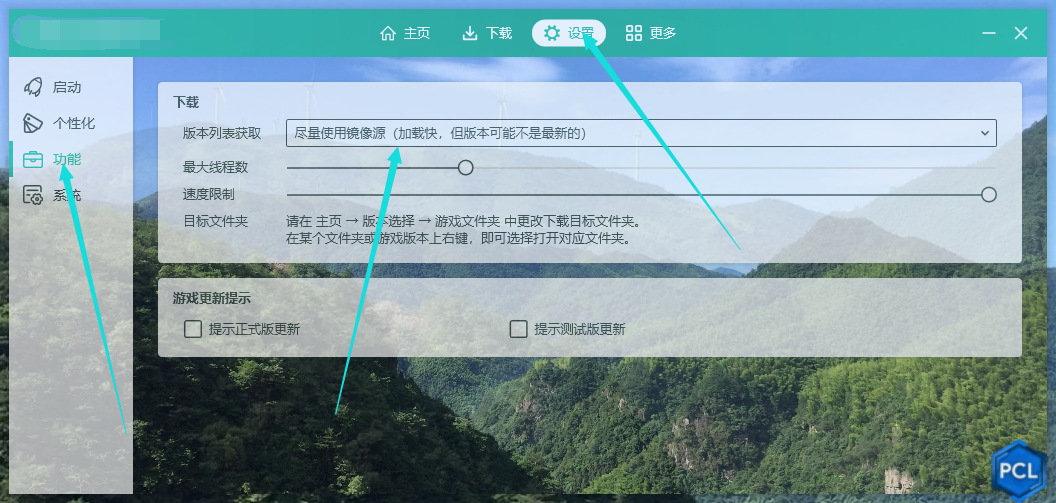 主页 下载 设置 更多
启动
个性化
功能
系统
下载
版本列表获取 尽量使用镜像源（加载快，但版本可能不是最新的）
最大线程数
速度限制
目标文件夹 请在 主页 → 版本选择 → 游戏文件夹 中更改下载目标文件夹。
在某个文件夹或游戏版本上右键，即可选择打开对应文件夹。
游戏更新提示
提示正式版更新 提示测试版更新
PCL